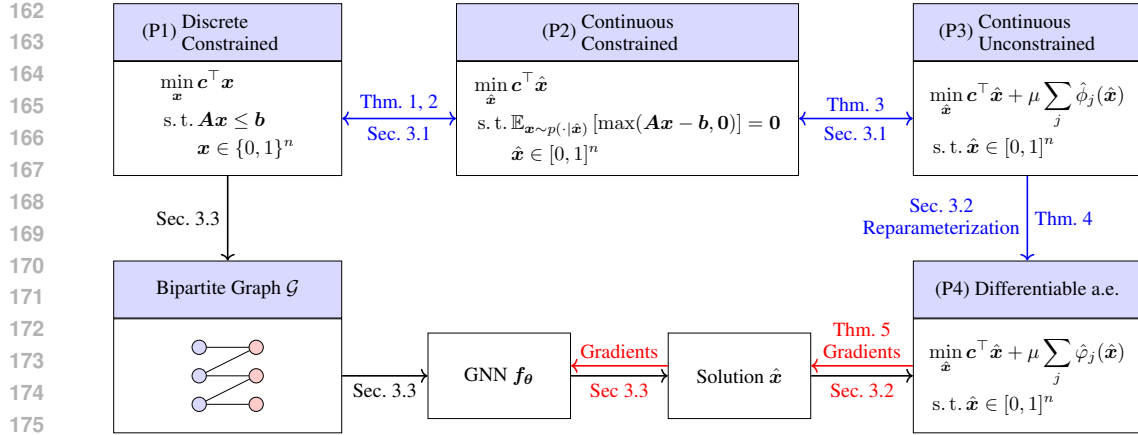 162
163
164
165
166
167
168
169
170
171
172
173
174
175
(P1) Discrete
Constrained
min_x c^⊤ x
s. t. Ax ≤ b
x ∈ {0, 1}^n
Thm. 1, 2
Sec. 3.1
(P2) Continuous
Constrained
min_x̂ c^⊤ x̂
s. t. 𝔼_{x∼p(·|x̂)} [max(Ax − b, 0)] = 0
x̂ ∈ [0, 1]^n
Thm. 3
Sec. 3.1
(P3) Continuous
Unconstrained
min_x̂ c^⊤ x̂ + μ ∑_j ϕ̂_j(x̂)
s. t. x̂ ∈ [0, 1]^n
Sec. 3.3
Sec. 3.2
Reparameterization
Thm. 4
Bipartite Graph 𝒢
Sec. 3.3
GNN f_θ
Gradients
Sec 3.3
Solution x̂
Thm. 5
Gradients
Sec. 3.2
(P4) Differentiable a.e.
min_x̂ c^⊤ x̂ + μ ∑_j φ̂_j(x̂)
s. t. x̂ ∈ [0, 1]^n